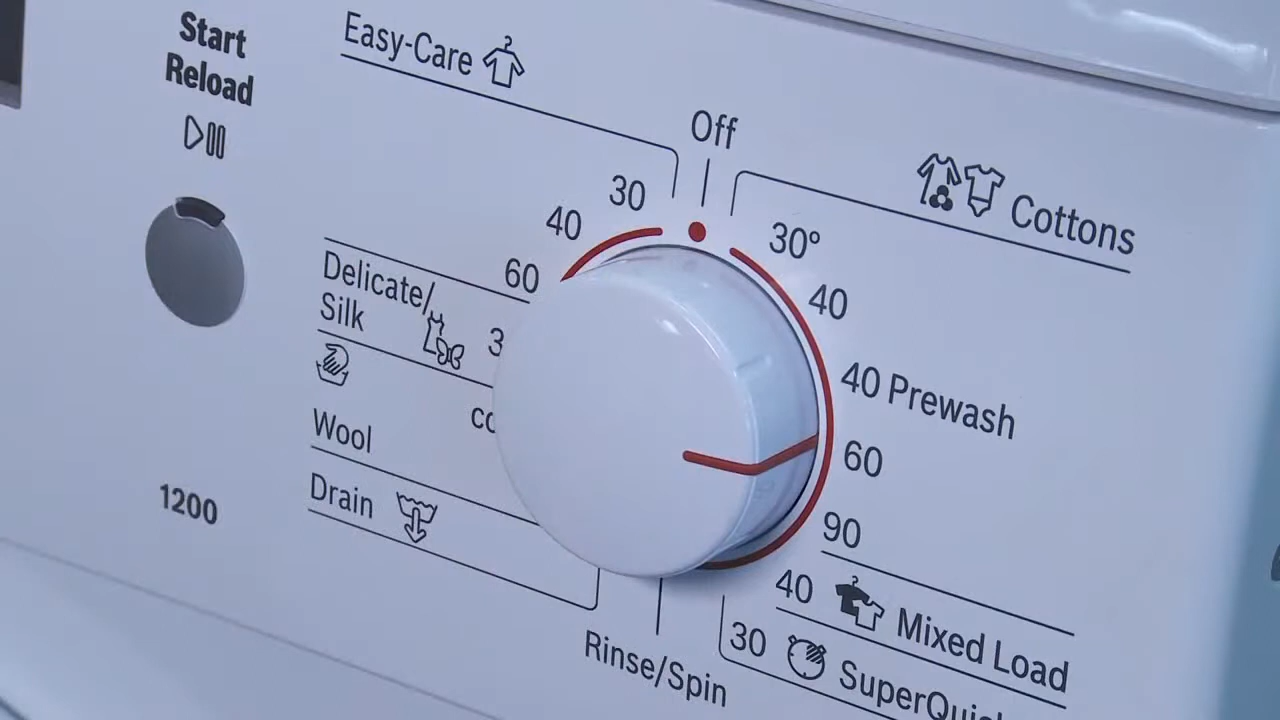 Start
Reload
Easy-Care
Off
Cottons
30
40
60
30°
40
40 Prewash
60
90
40 Mixed Load
30
Rinse/Spin
Delicate/
Silk
Wool
Drain
1200